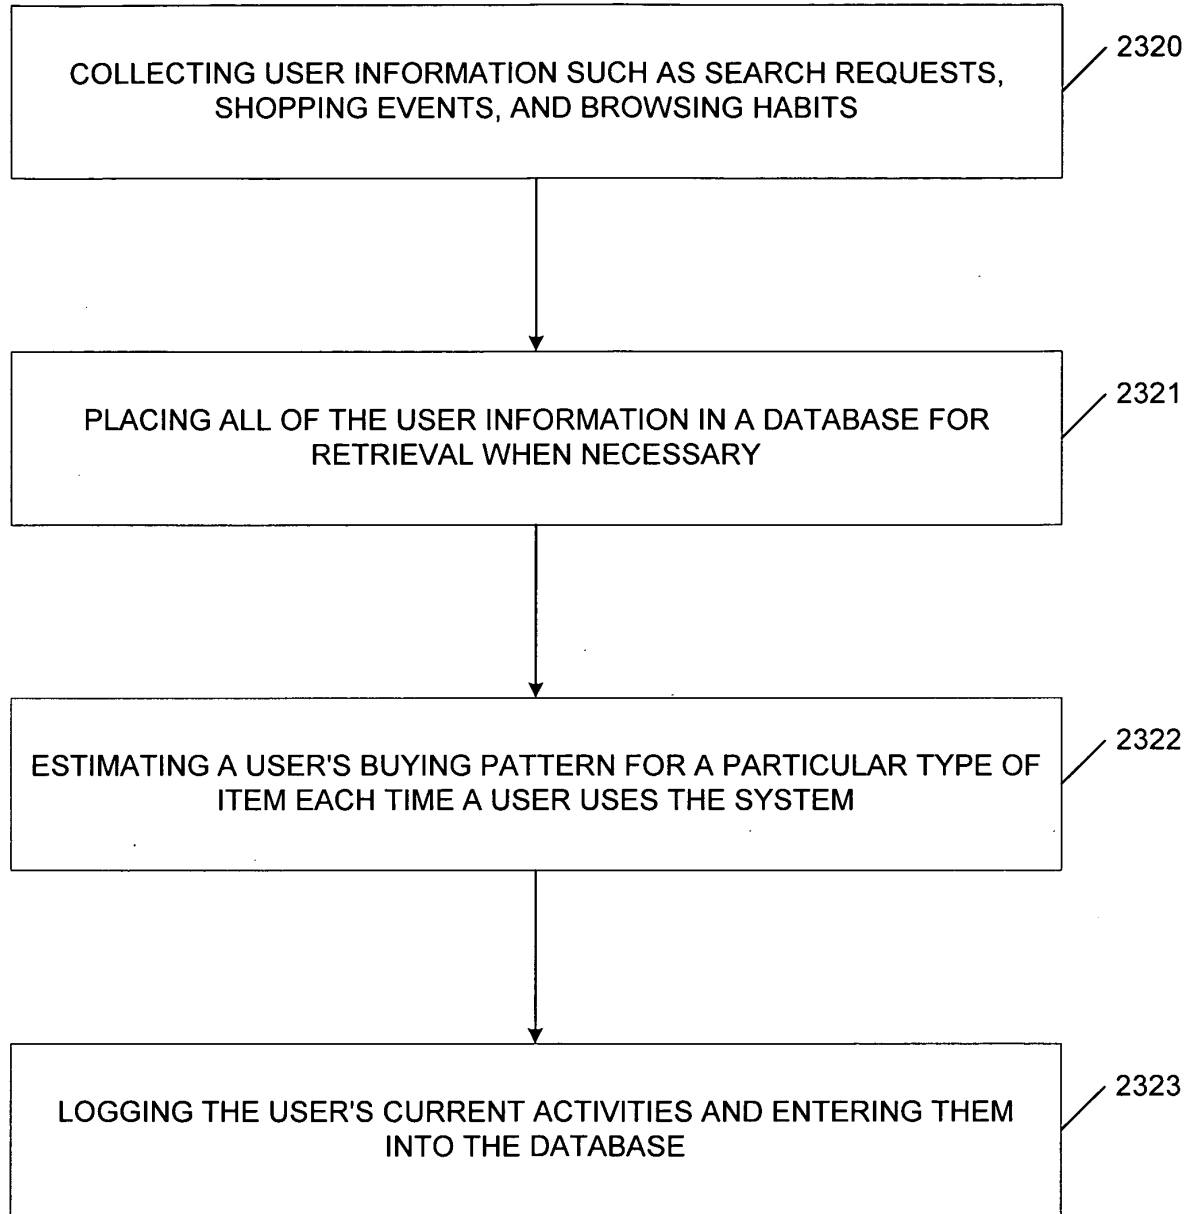 COLLECTING USER INFORMATION SUCH AS SEARCH REQUESTS,
SHOPPING EVENTS, AND BROWSING HABITS
2320
PLACING ALL OF THE USER INFORMATION IN A DATABASE FOR
RETRIEVAL WHEN NECESSARY
2321
ESTIMATING A USER'S BUYING PATTERN FOR A PARTICULAR TYPE OF
ITEM EACH TIME A USER USES THE SYSTEM
2322
LOGGING THE USER'S CURRENT ACTIVITIES AND ENTERING THEM
INTO THE DATABASE
2323